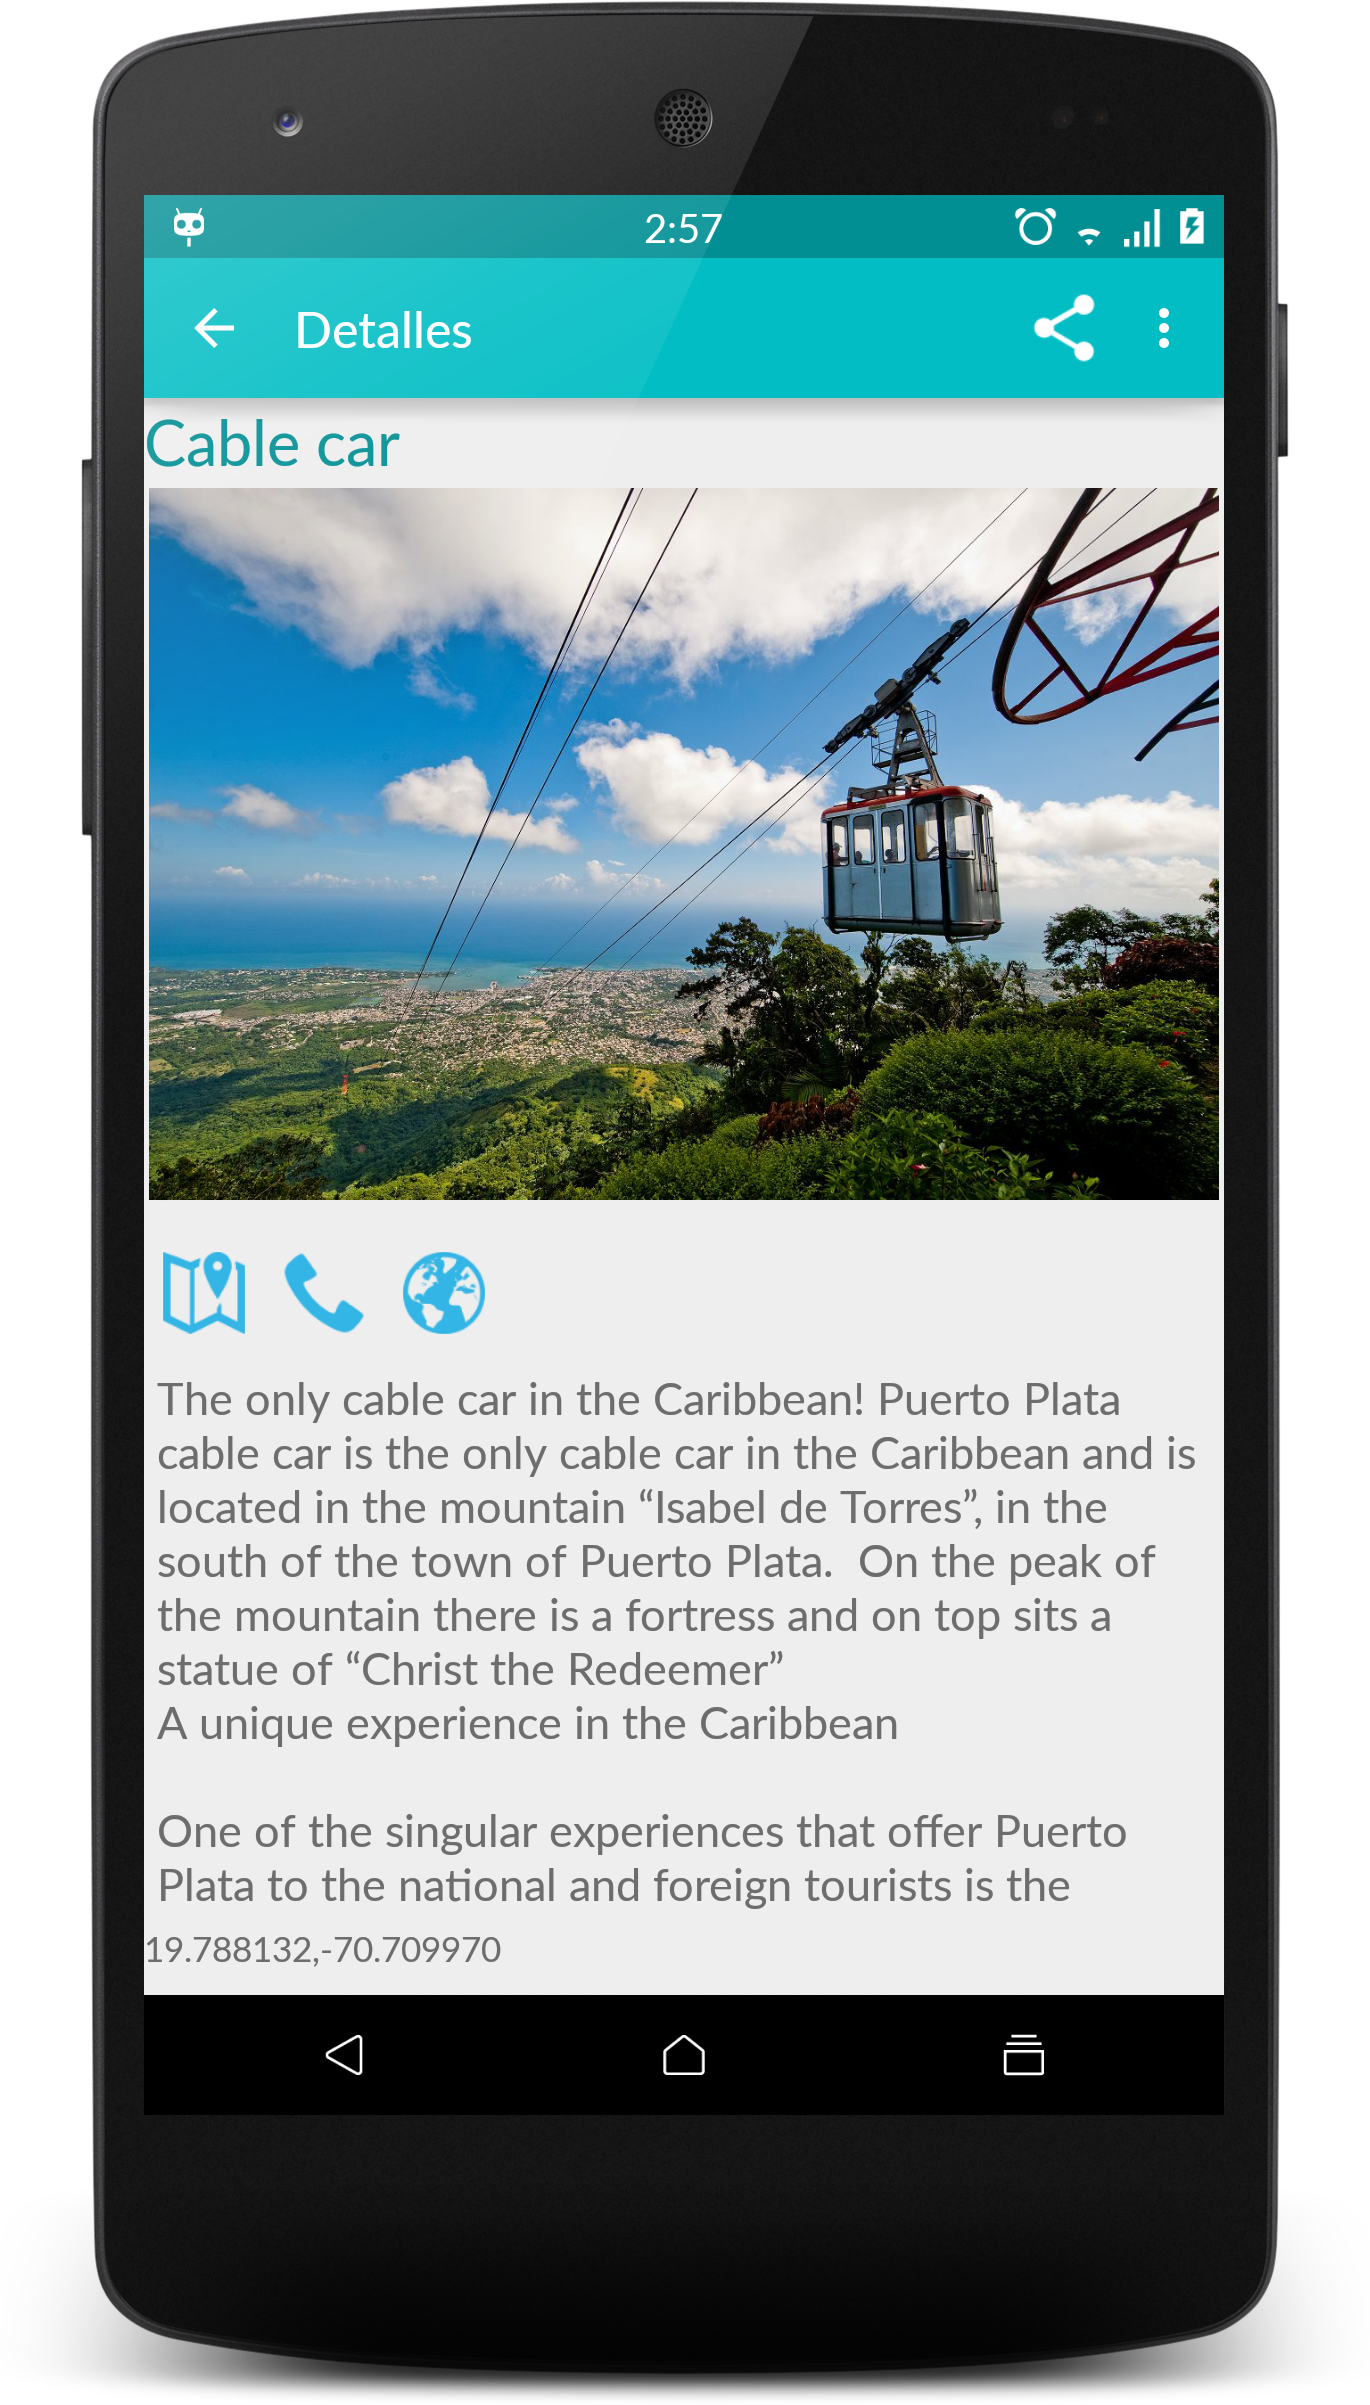 2:57
Detalles
Cable car
The only cable car in the Caribbean! Puerto Plata
cable car is the only cable car in the Caribbean and is
located in the mountain “Isabel de Torres”, in the
south of the town of Puerto Plata.  On the peak of
the mountain there is a fortress and on top sits a
statue of “Christ the Redeemer”
A unique experience in the Caribbean
One of the singular experiences that offer Puerto
Plata to the national and foreign tourists is the
19.788132,-70.709970